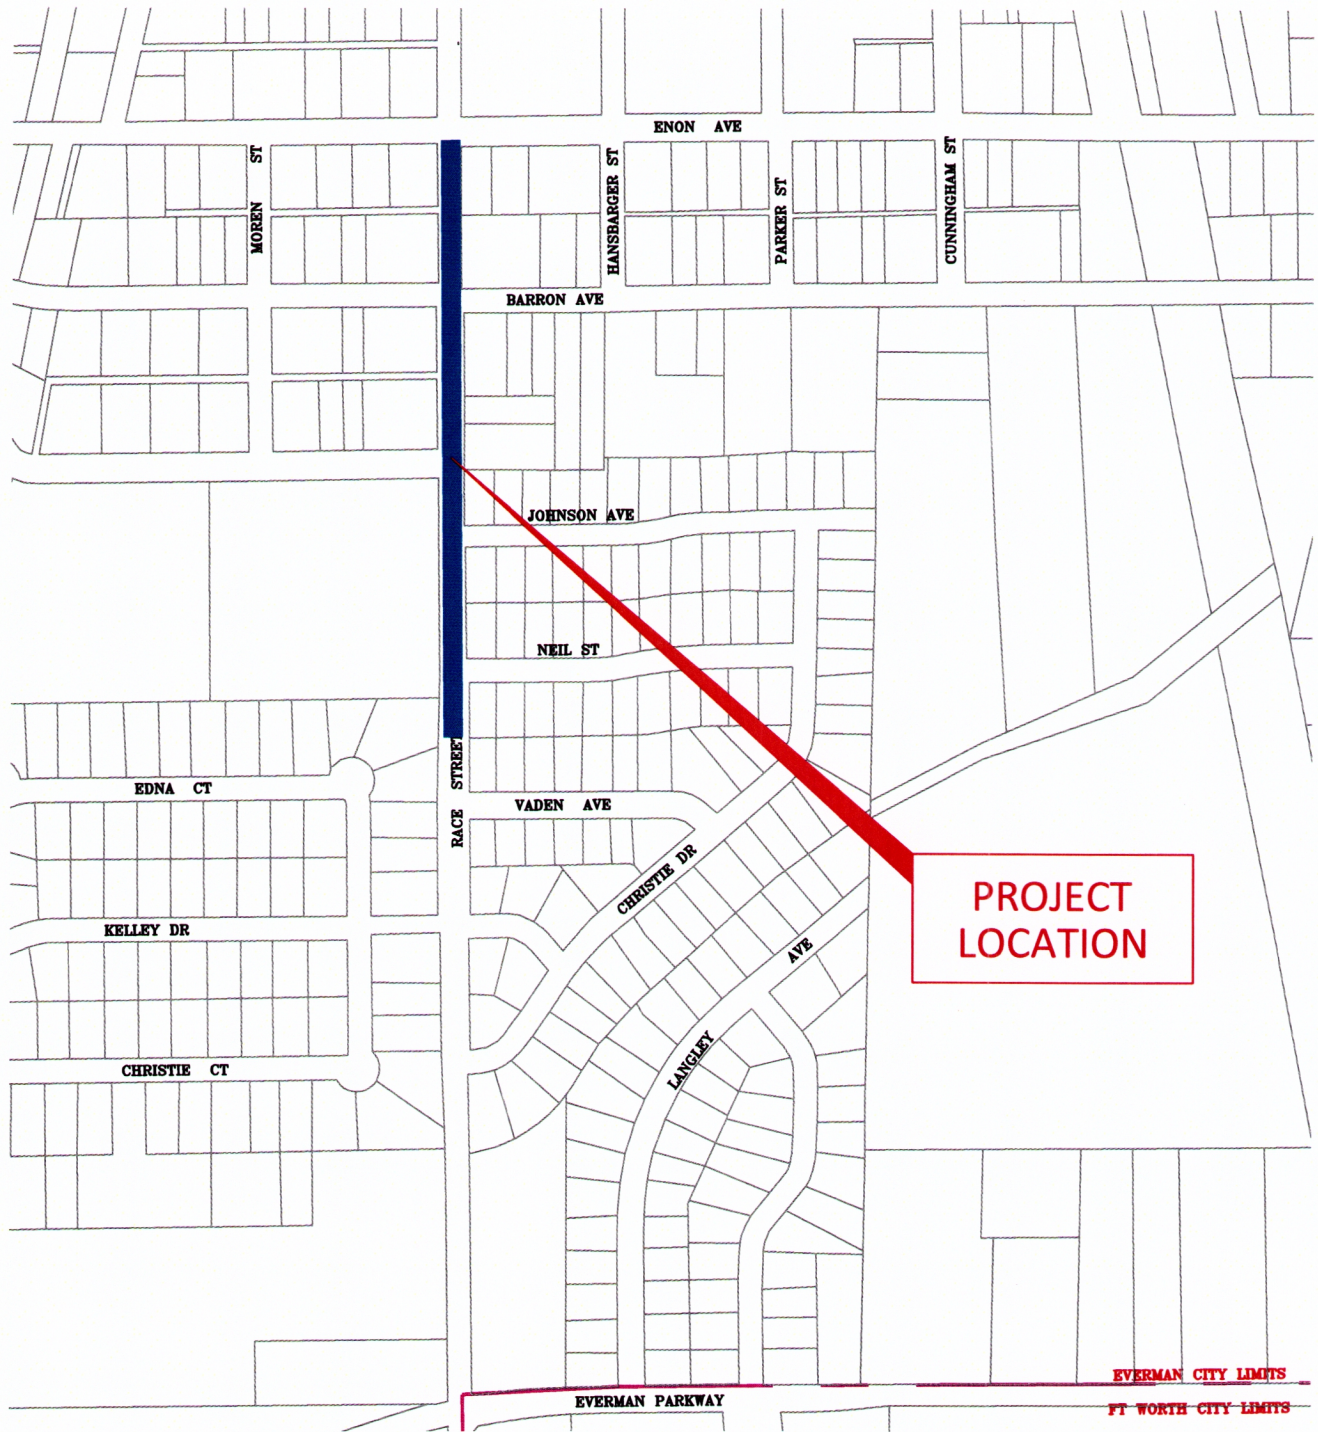 ENON AVE
MOREN ST
HANSBARGER ST
PARKER ST
CUNNINGHAM ST
BARRON AVE
JOHNSON AVE
NEIL ST
RACE STREET
EDNA CT
VADEN AVE
CHRISTIE DR
PROJECT
LOCATION
KELLEY DR
LANGLEY AVE
CHRISTIE CT
EVERMAN CITY LIMITS
EVERMAN PARKWAY
FT WORTH CITY LIMITS